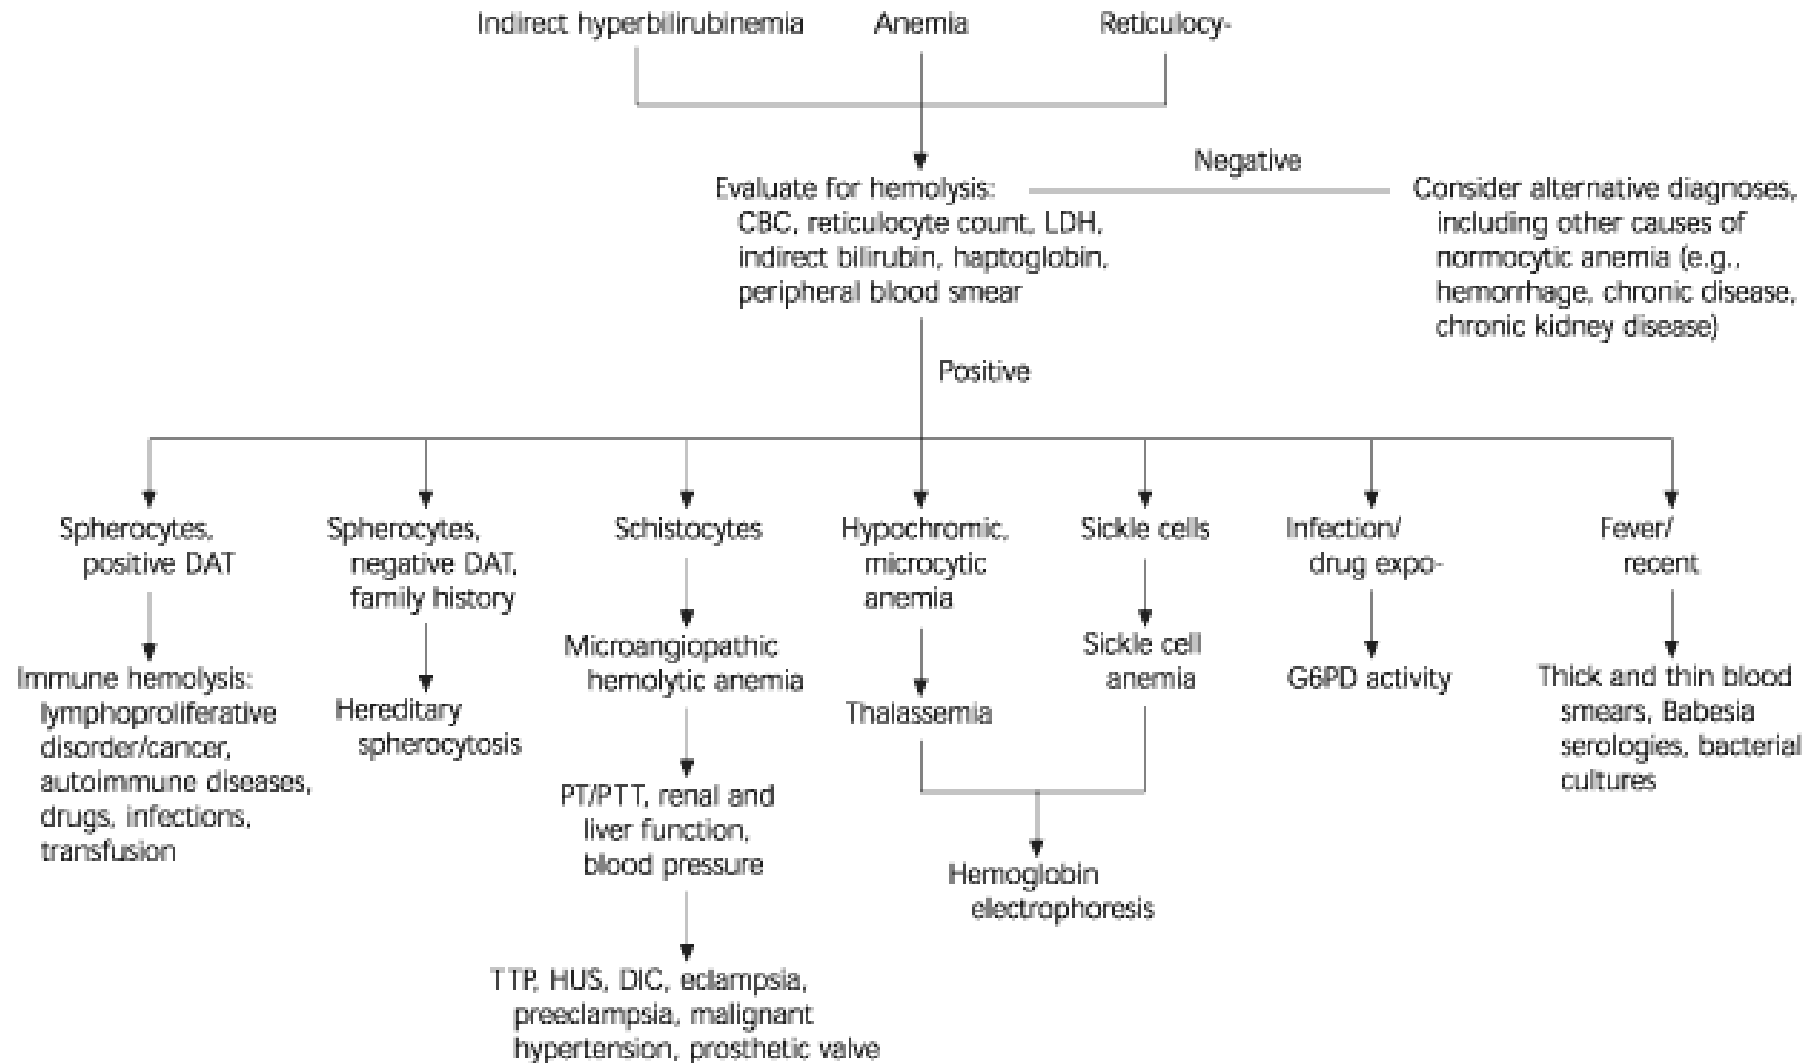 Indirect hyperbilirubinemia
Anemia
Reticulocy-
Negative
Evaluate for hemolysis:
CBC, reticulocyte count, LDH,
indirect bilirubin, haptoglobin,
peripheral blood smear
Consider alternative diagnoses,
including other causes of
normocytic anemia (e.g.,
hemorrhage, chronic disease,
chronic kidney disease)
Positive
Spherocytes,
positive DAT
Spherocytes,
negative DAT,
family history
Schistocytes
Hypochromic,
microcytic
anemia
Sickle cells
Infection/
drug expo-
Fever/
recent
Immune hemolysis:
lymphoproliferative
disorder/cancer,
autoimmune diseases,
drugs, infections,
transfusion
Hereditary
spherocytosis
Microangiopathic
hemolytic anemia
Thalassemia
Sickle cell
anemia
G6PD activity
Thick and thin blood
smears, Babesia
serologies, bacterial
cultures
PT/PTT, renal and
liver function,
blood pressure
Hemoglobin
electrophoresis
TTP, HUS, DIC, eclampsia,
preeclampsia, malignant
hypertension, prosthetic valve